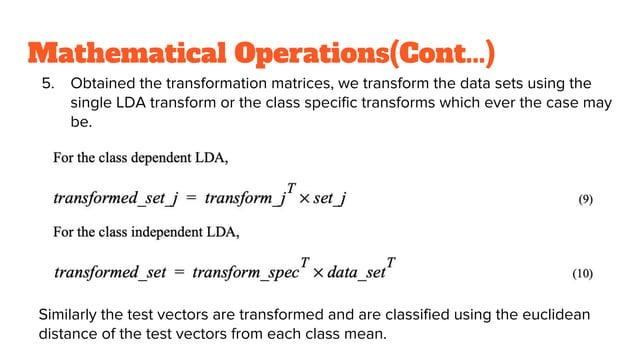 Mathematical Operations(Cont...)
5. Obtained the transformation matrices, we transform the data sets using the
single LDA transform or the class specific transforms which ever the case may
be.
For the class dependent LDA,
transformed_set_j = transform_j^T × set_j (9)
For the class independent LDA,
transformed_set = transform_spec^T × data_set^T (10)
Similarly the test vectors are transformed and are classified using the euclidean
distance of the test vectors from each class mean.